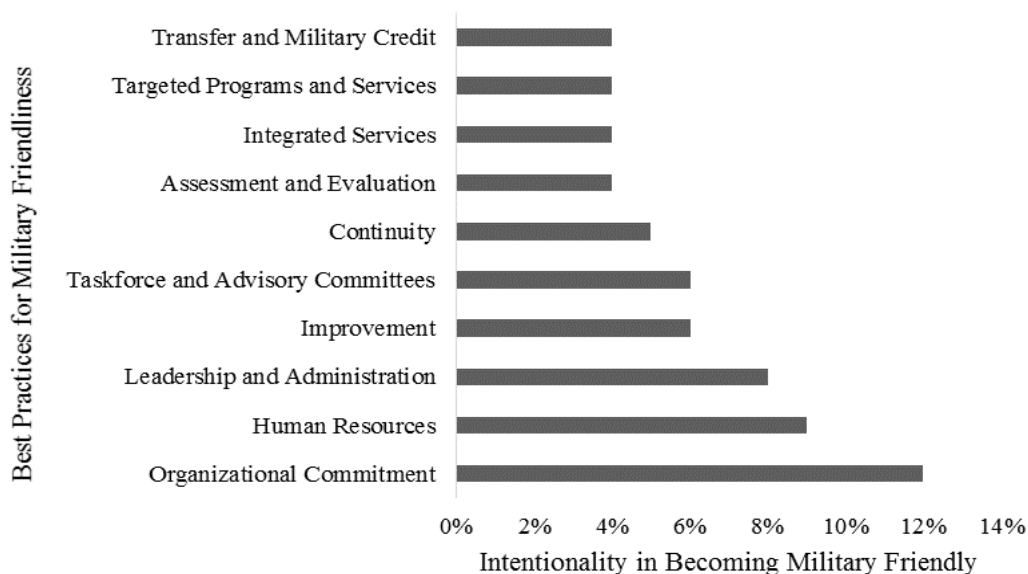 Best Practices for Military Friendliness
Transfer and Military Credit
Targeted Programs and Services
Integrated Services
Assessment and Evaluation
Continuity
Taskforce and Advisory Committees
Improvement
Leadership and Administration
Human Resources
Organizational Commitment
0% 2% 4% 6% 8% 10% 12% 14%
Intentionality in Becoming Military Friendly